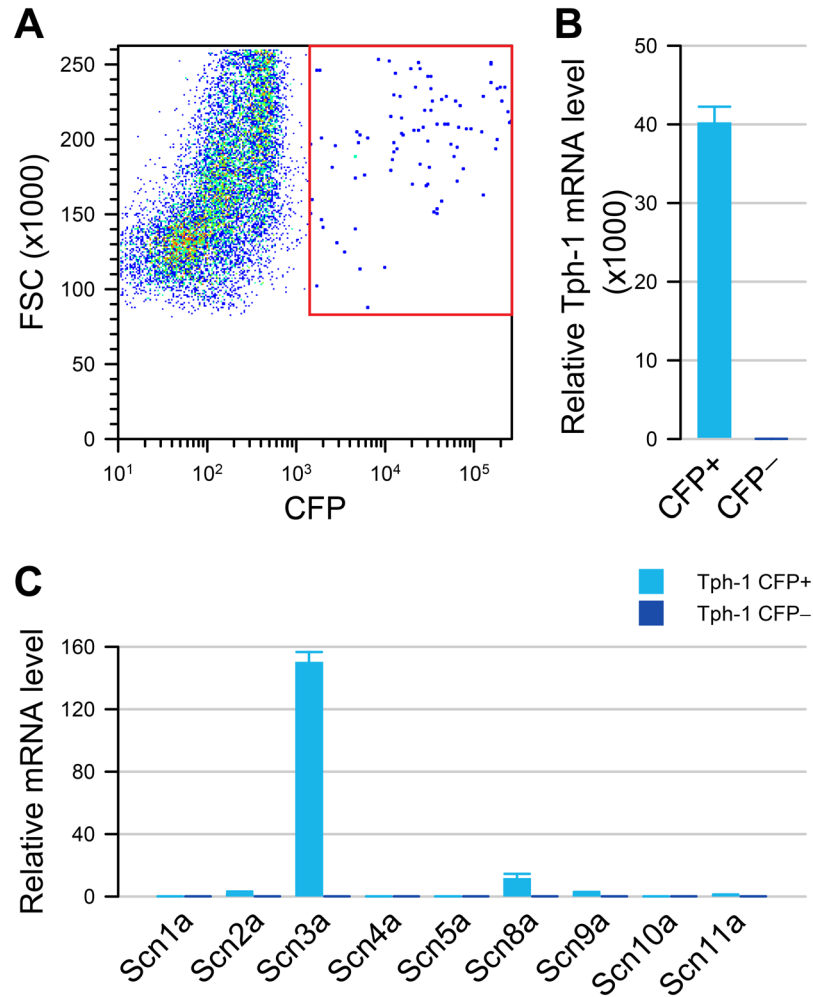 A
FSC (x1000)
250
200
150
100
50
0
10¹ 10² 10³ 10⁴ 10⁵
CFP
B
Relative Tph-1 mRNA level
(x1000)
50
40
30
20
10
0
CFP+ CFP–
C
Tph-1 CFP+
Tph-1 CFP–
Relative mRNA level
160
120
80
40
0
Scn1a Scn2a Scn3a Scn4a Scn5a Scn8a Scn9a Scn10a Scn11a